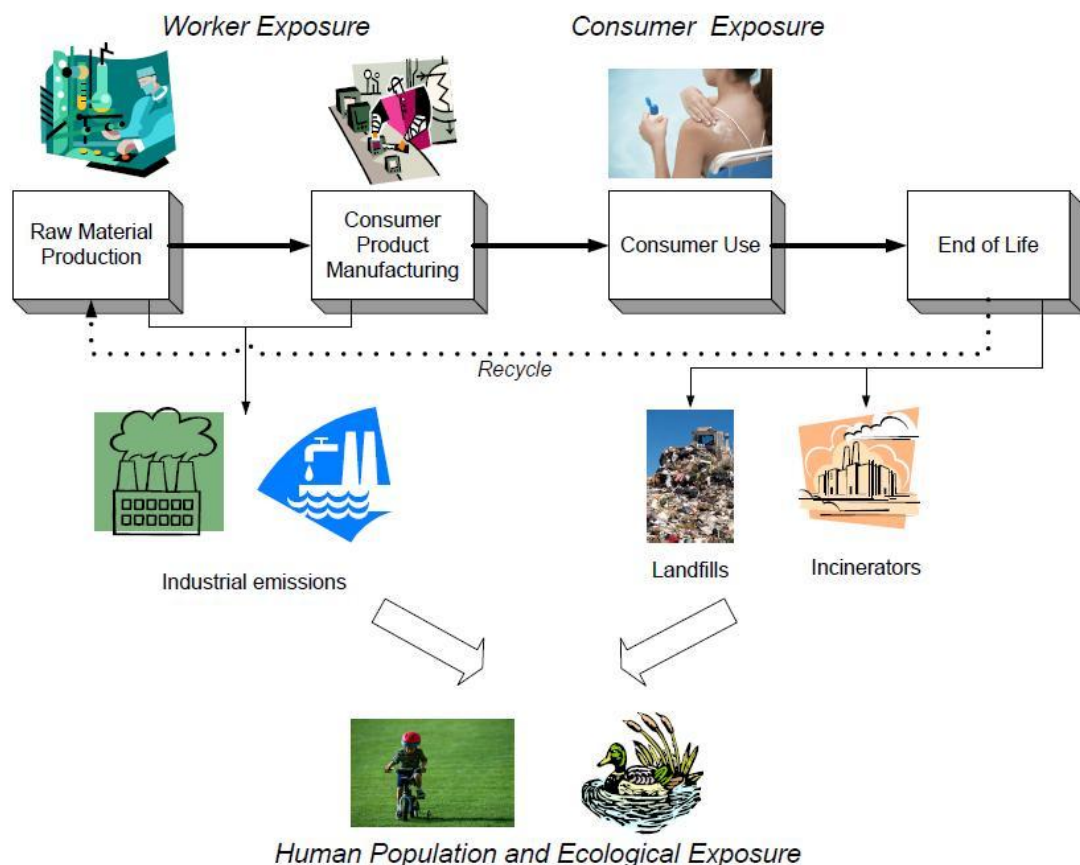 Worker Exposure
Consumer Exposure
Raw Material
Production
Consumer
Product
Manufacturing
Consumer Use
End of Life
Recycle
Industrial emissions
Landfills
Incinerators
Human Population and Ecological Exposure